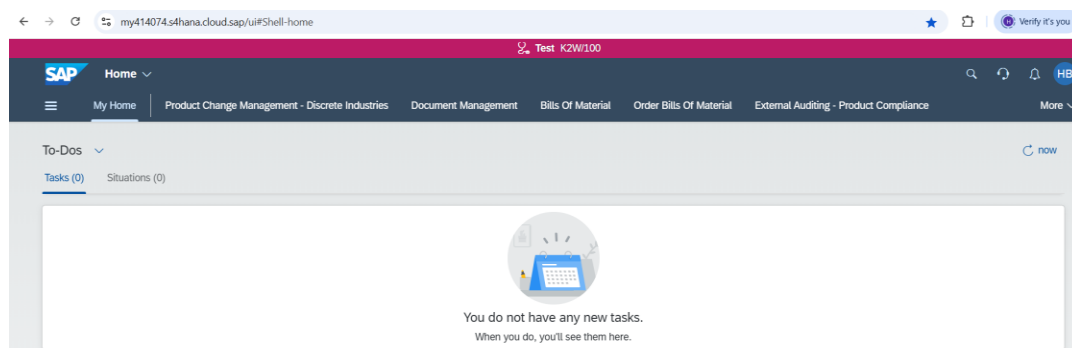 my414074.s4hana.cloud.sap/ui#Shell-home
Verify it's you
Test K2W/100
SAP Home
HB
My Home Product Change Management - Discrete Industries Document Management Bills Of Material Order Bills Of Material External Auditing - Product Compliance More
To-Dos now
Tasks (0) Situations (0)
You do not have any new tasks.
When you do, you'll see them here.